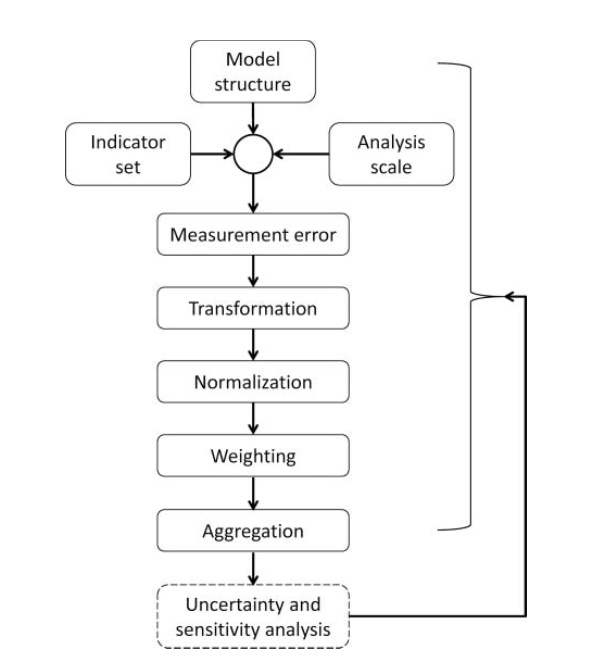 Model
structure
Indicator
set
Analysis
scale
Measurement error
Transformation
Normalization
Weighting
Aggregation
Uncertainty and
sensitivity analysis